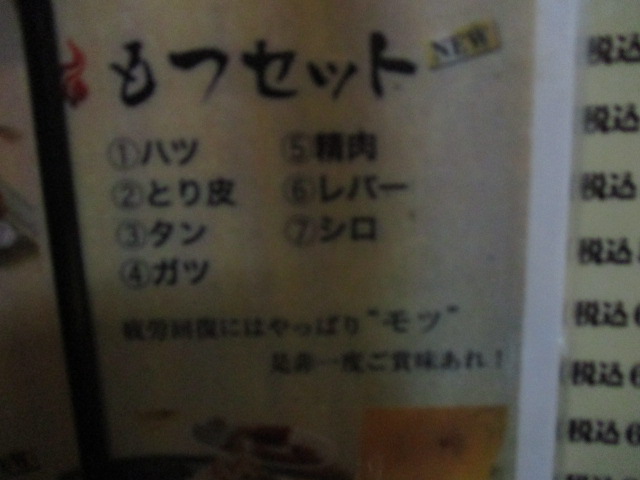 もつセット
NEW
①ハツ
②とり皮
③タン
④ガツ
⑤精肉
⑥レバー
⑦シロ
疲労回復にはやっぱり"モツ"
是非一度ご賞味あれ！
税込
税込
税込
税込
税込6
税込6
税込6